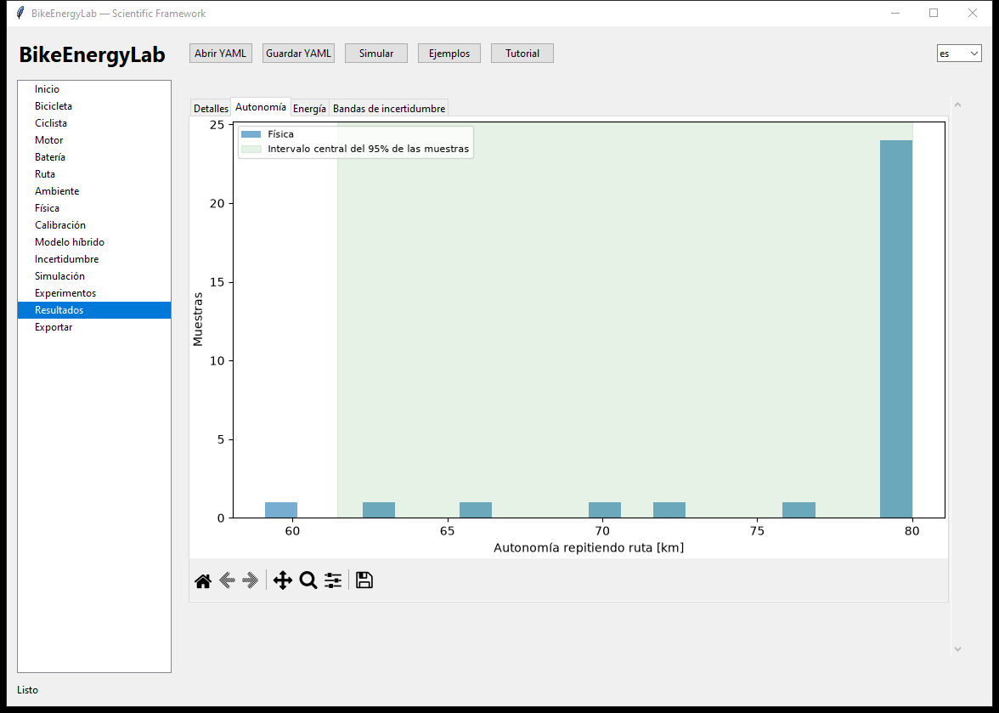 BikeEnergyLab — Scientific Framework
BikeEnergyLab
Abrir YAML
Guardar YAML
Simular
Ejemplos
Tutorial
es
Inicio
Bicicleta
Ciclista
Motor
Batería
Ruta
Ambiente
Física
Calibración
Modelo híbrido
Incertidumbre
Simulación
Experimentos
Resultados
Exportar
Detalles
Autonomía
Energía
Bandas de incertidumbre
Física
Intervalo central del 95% de las muestras
25
20
15
10
5
0
Muestras
60
65
70
75
80
Autonomía repitiendo ruta [km]
Listo